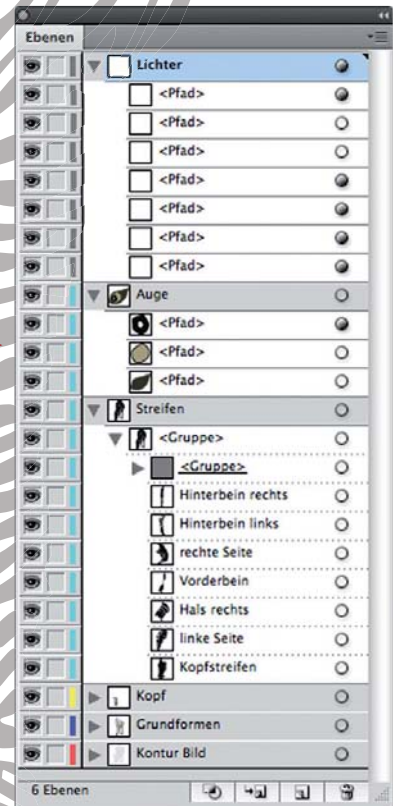 Ebenen
Lichter
<Pfad>
<Pfad>
<Pfad>
<Pfad>
<Pfad>
<Pfad>
<Pfad>
Auge
<Pfad>
<Pfad>
<Pfad>
Streifen
<Gruppe>
<Gruppe>
Hinterbein rechts
Hinterbein links
rechte Seite
Vorderbein
Hals rechts
linke Seite
Kopfstreifen
Kopf
Grundformen
Kontur Bild
6 Ebenen